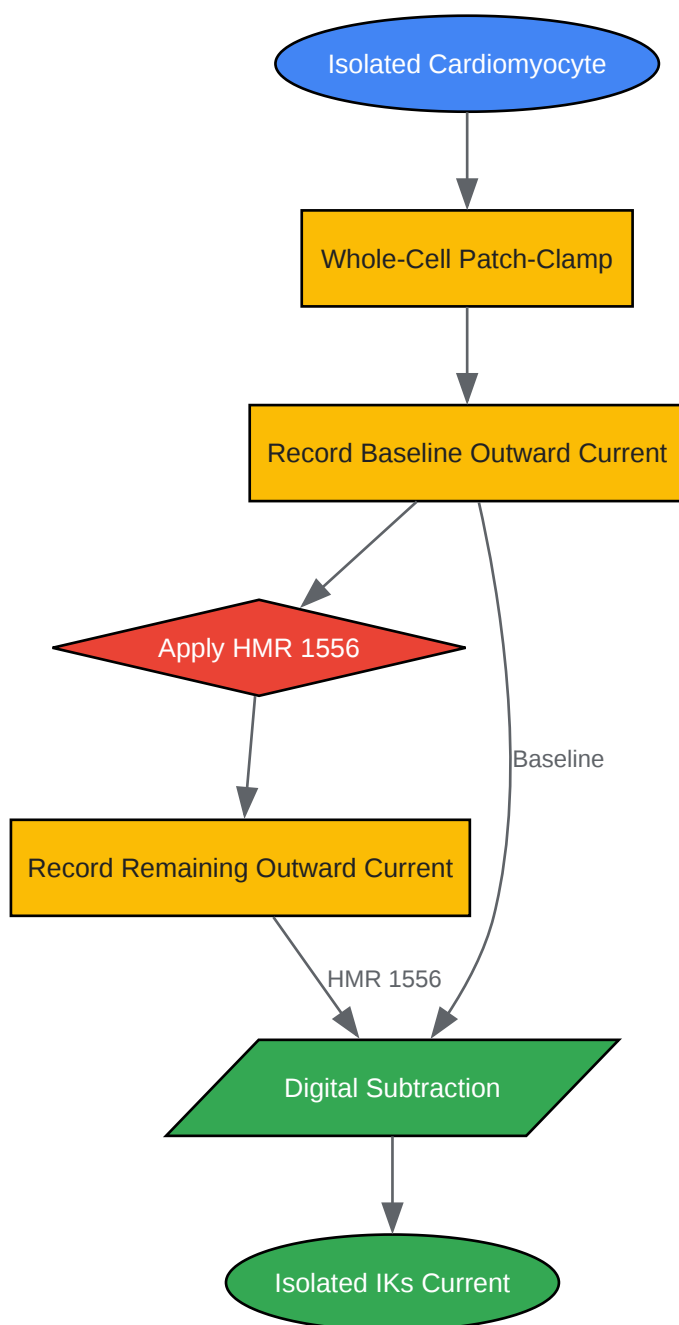 Isolated Cardiomyocyte
Whole-Cell Patch-Clamp
Record Baseline Outward Current
Apply HMR 1556
Baseline
Record Remaining Outward Current
HMR 1556
Digital Subtraction
Isolated IKs Current